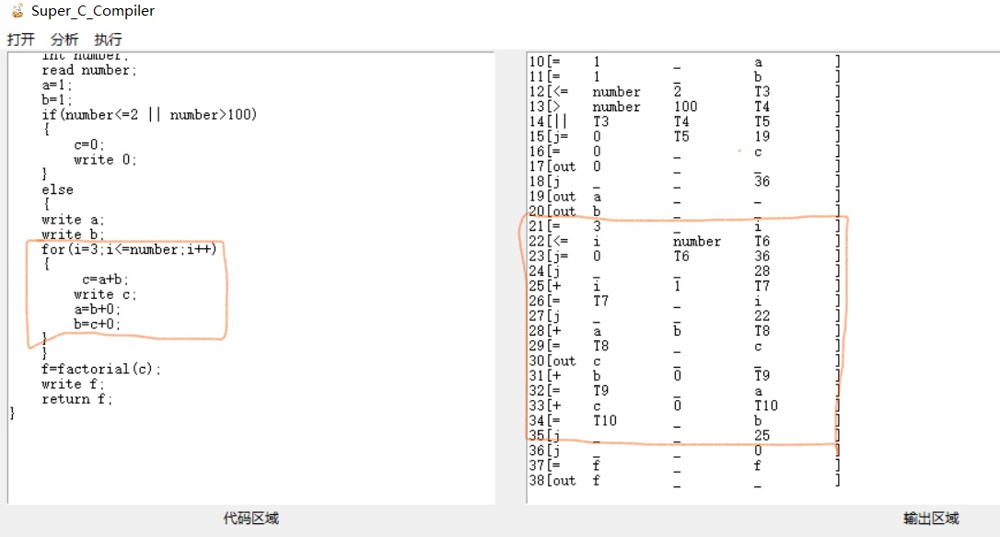 Super_C_Compiler
打开 分析 执行
int number;
read number;
a=1;
b=1;
if(number<=2 || number>100)
{
c=0;
write 0;
}
else
{
write a;
write b;
for(i=3;i<=number;i++)
{
c=a+b;
write c;
a=b+0;
b=c+0;
}
}
f=factorial(c);
write f;
return f;
}
代码区域
10[= 1 _ a ]
11[= 1 _ b ]
12[<= number 2 T3 ]
13[> number 100 T4 ]
14[|| T3 T4 T5 ]
15[j= 0 T5 19 ]
16[= 0 _ c ]
17[out 0 _ _ ]
18[j _ _ 36 ]
19[out a _ _ ]
20[out b _ _ ]
21[= 3 _ i ]
22[<= i number T6 ]
23[j= 0 T6 36 ]
24[j _ _ 28 ]
25[+ i 1 T7 ]
26[= T7 _ i ]
27[j _ _ 22 ]
28[+ a b T8 ]
29[= T8 _ c ]
30[out c _ _ ]
31[+ b 0 T9 ]
32[= T9 _ a ]
33[+ c 0 T10 ]
34[= T10 _ b ]
35[j _ _ 25 ]
36[j _ _ 0 ]
37[= f _ f ]
38[out f _ _ ]
输出区域